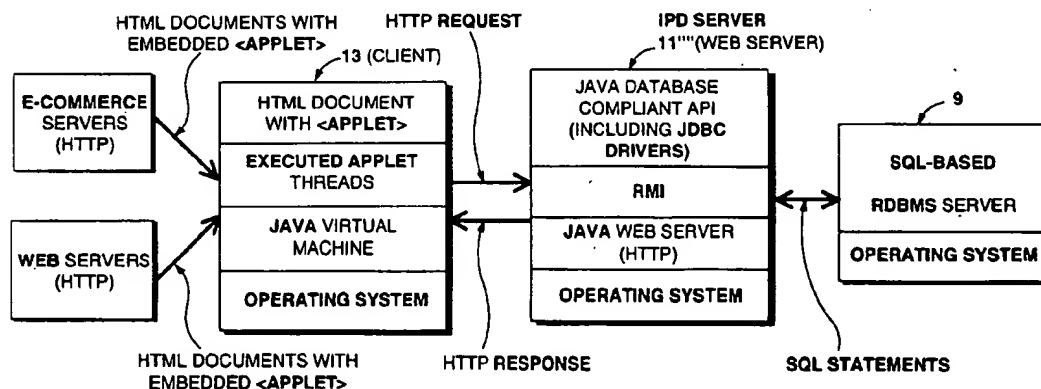 HTML DOCUMENTS WITH
EMBEDDED <APPLET>
HTTP REQUEST
IPD SERVER
11""(WEB SERVER)
13 (CLIENT)
9
E-COMMERCE
SERVERS
(HTTP)
WEB SERVERS
(HTTP)
HTML DOCUMENT
WITH <APPLET>
EXECUTED APPLET
THREADS
JAVA VIRTUAL
MACHINE
OPERATING SYSTEM
JAVA DATABASE
COMPLIANT API
(INCLUDING JDBC
DRIVERS)
RMI
JAVA WEB SERVER
(HTTP)
OPERATING SYSTEM
SQL-BASED
RDBMS SERVER
OPERATING SYSTEM
HTML DOCUMENTS WITH
EMBEDDED <APPLET>
HTTP RESPONSE
SQL STATEMENTS